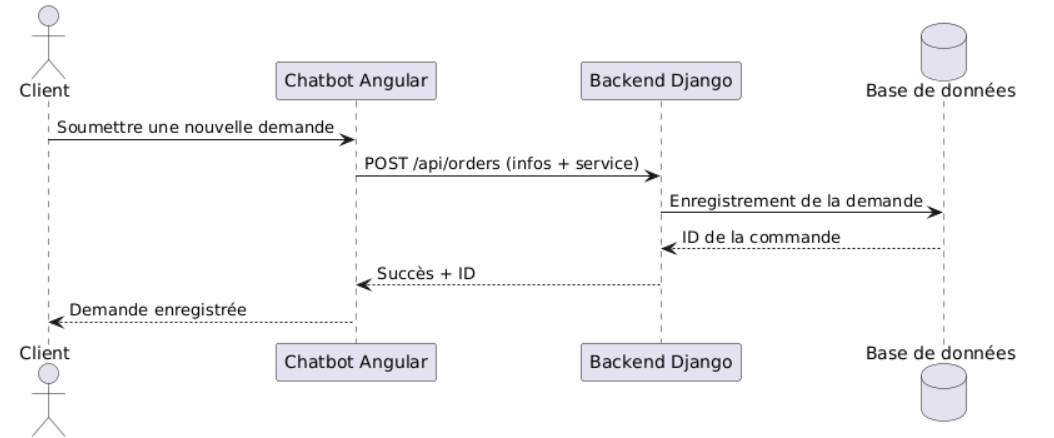 Client
Chatbot Angular
Backend Django
Base de données
Soumettre une nouvelle demande
POST /api/orders (infos + service)
Enregistrement de la demande
ID de la commande
Succès + ID
Demande enregistrée
Client
Chatbot Angular
Backend Django
Base de données